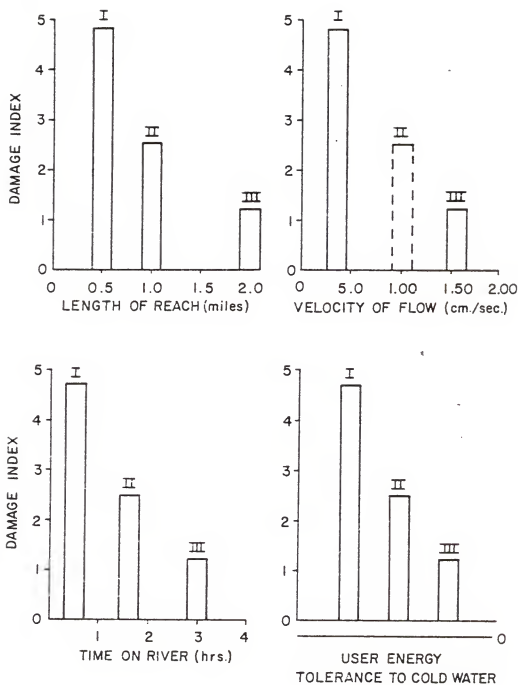 DAMAGE INDEX
5
4
3
2
1
0
I
II
III
0 0.5 1.0 1.5 2.0
LENGTH OF REACH (miles)
5
4
3
2
1
0
I
II
III
0 5.0 1.00 1.50 2.00
VELOCITY OF FLOW (cm./sec.)
DAMAGE INDEX
5
4
3
2
1
0
I
II
III
1 2 3 4
TIME ON RIVER (hrs.)
5
4
3
2
1
0
I
II
III
0
USER ENERGY
TOLERANCE TO COLD WATER